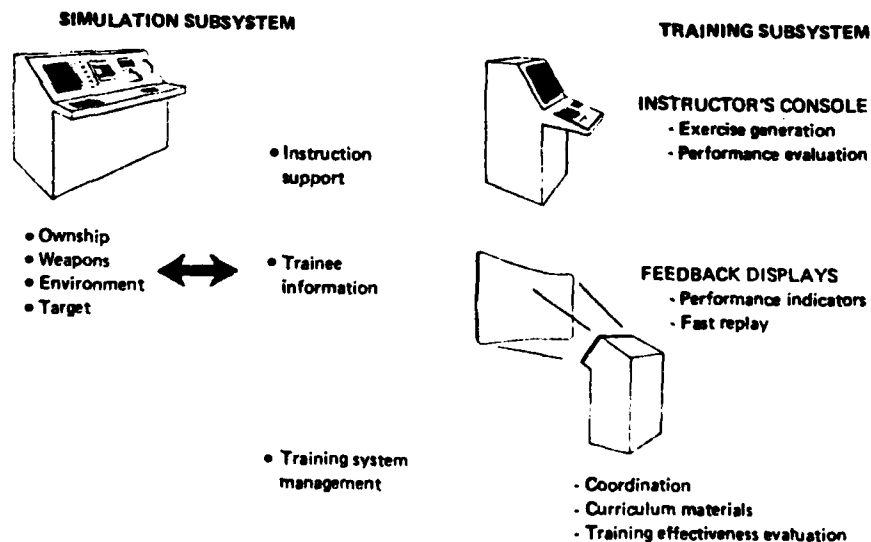 SIMULATION SUBSYSTEM
TRAINING SUBSYSTEM
INSTRUCTOR'S CONSOLE
- Exercise generation
- Performance evaluation
• Instruction
support
• Ownship
• Weapons
• Environment
• Target
• Trainee
information
FEEDBACK DISPLAYS
- Performance indicators
- Fast replay
• Training system
management
- Coordination
- Curriculum materials
- Training effectiveness evaluation